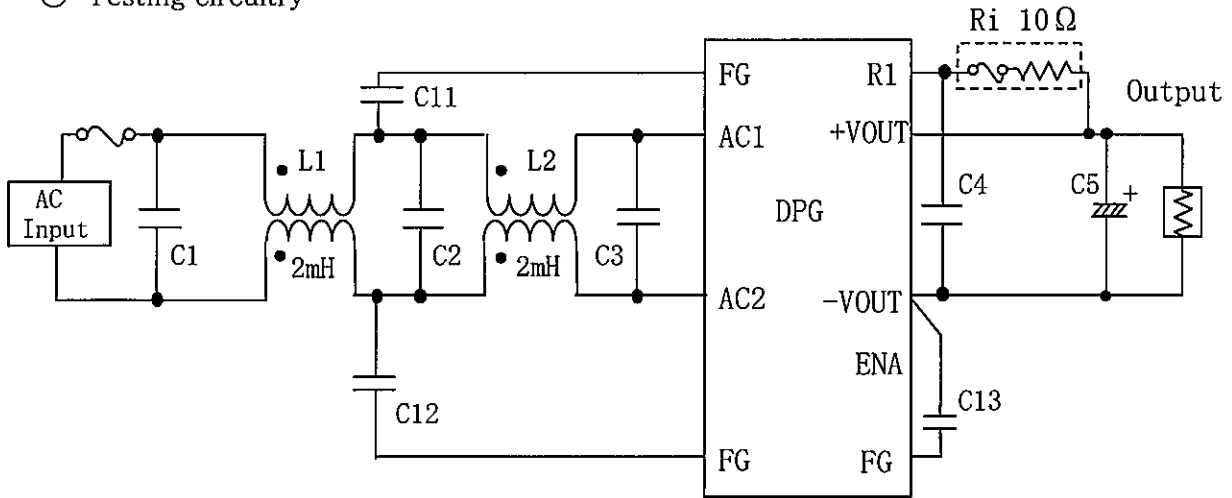 Testing circuitry
Ri 10Ω
FG
R1
C11
Output
AC1
+VOUT
L1
L2
AC
Input
C4
C5
+
DPG
C1
2mH
C2
2mH
C3
AC2
-VOUT
ENA
C12
C13
FG
FG